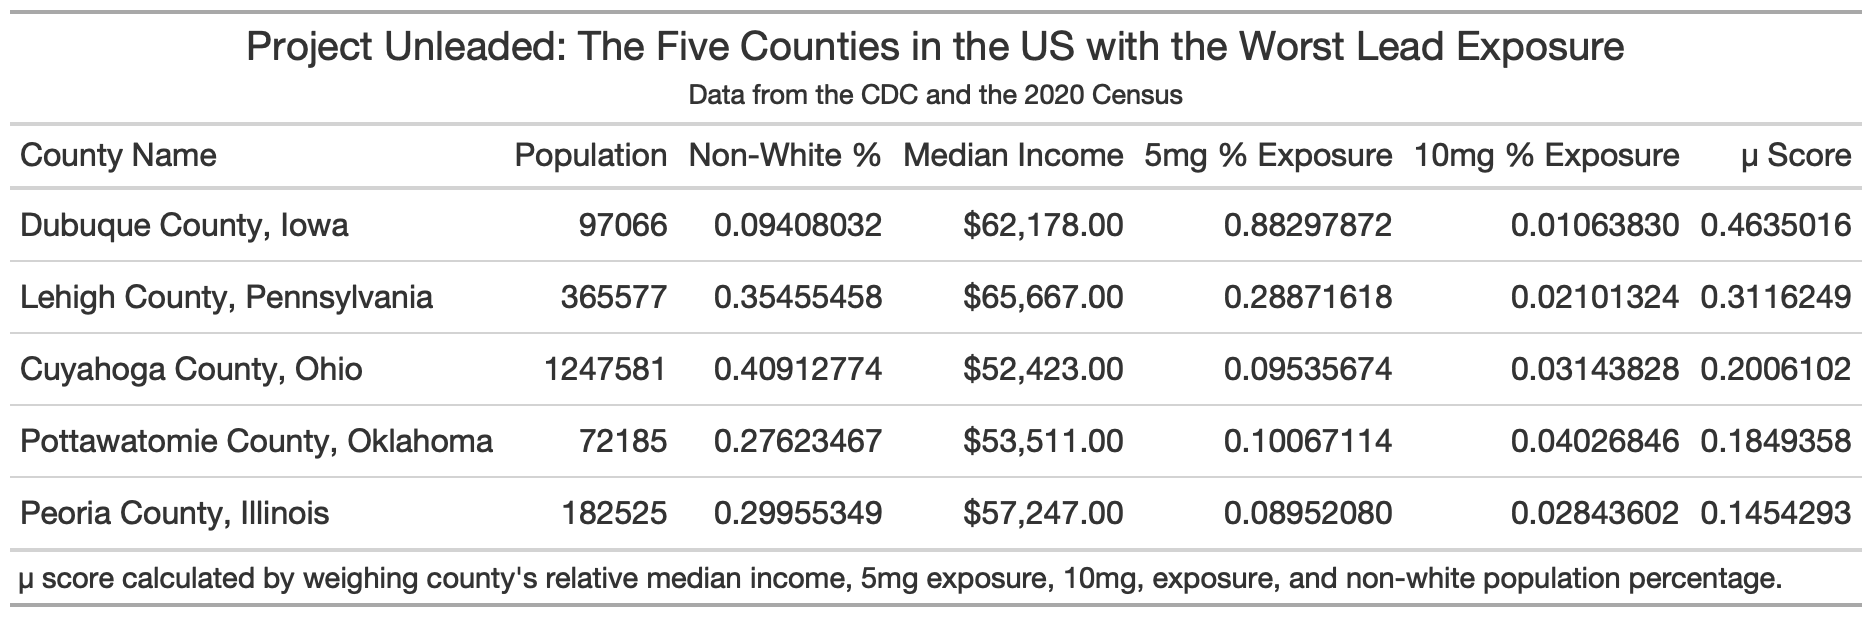 Project Unleaded: The Five Counties in the US with the Worst Lead Exposure
Data from the CDC and the 2020 Census
County Name Population Non-White % Median Income 5mg % Exposure 10mg % Exposure µ Score
Dubuque County, Iowa 97066 0.09408032 $62,178.00 0.88297872 0.01063830 0.4635016
Lehigh County, Pennsylvania 365577 0.35455458 $65,667.00 0.28871618 0.02101324 0.3116249
Cuyahoga County, Ohio 1247581 0.40912774 $52,423.00 0.09535674 0.03143828 0.2006102
Pottawatomie County, Oklahoma 72185 0.27623467 $53,511.00 0.10067114 0.04026846 0.1849358
Peoria County, Illinois 182525 0.29955349 $57,247.00 0.08952080 0.02843602 0.1454293
µ score calculated by weighing county's relative median income, 5mg exposure, 10mg, exposure, and non-white population percentage.